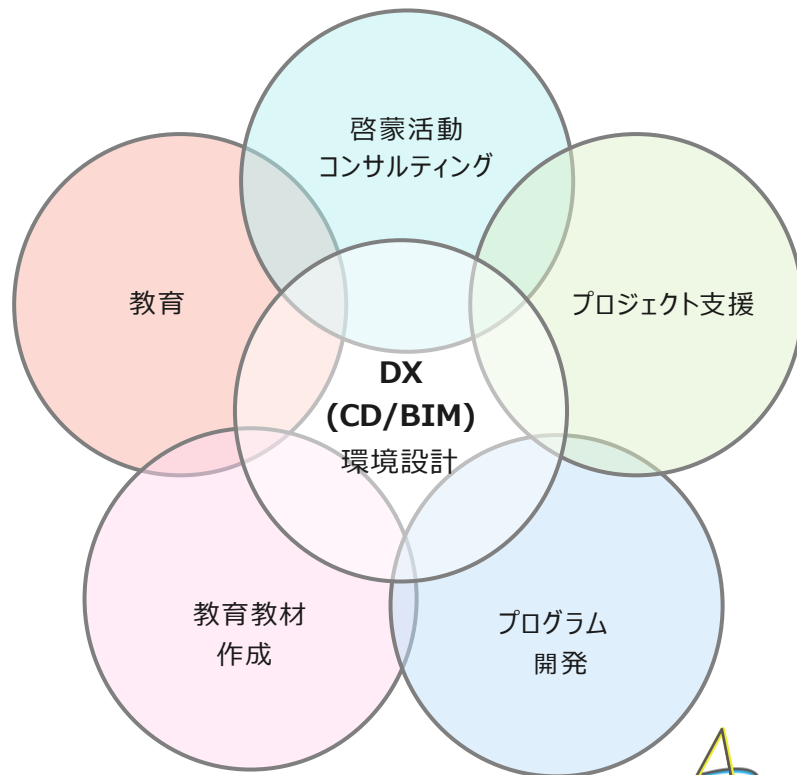 啓蒙活動
コンサルティング
教育
プロジェクト支援
DX
(CD/BIM)
環境設計
教育教材
作成
プログラム
開発